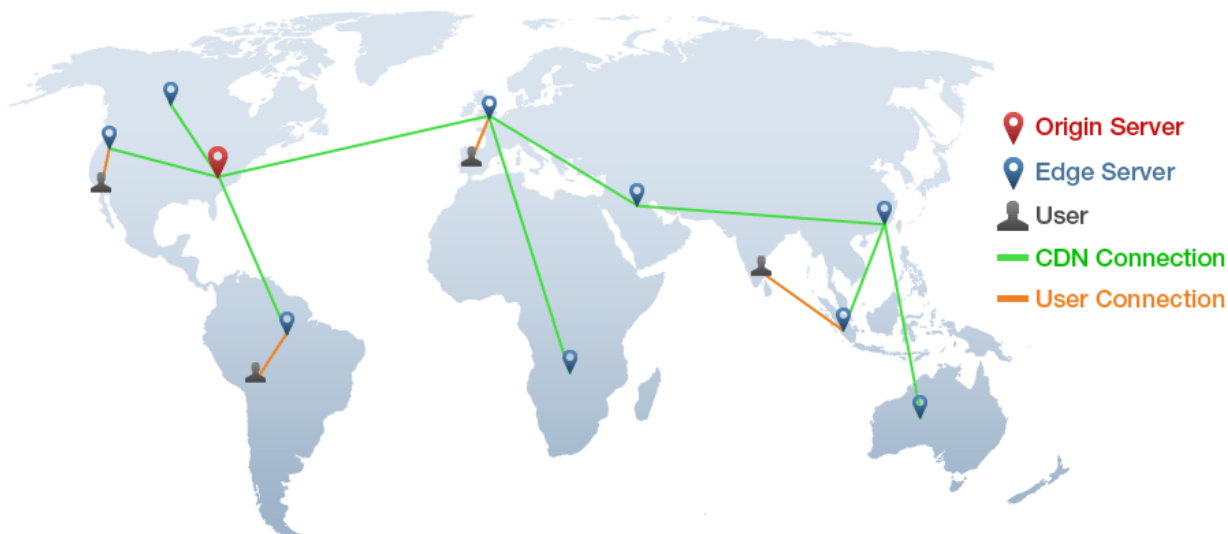 Origin Server
Edge Server
User
CDN Connection
User Connection